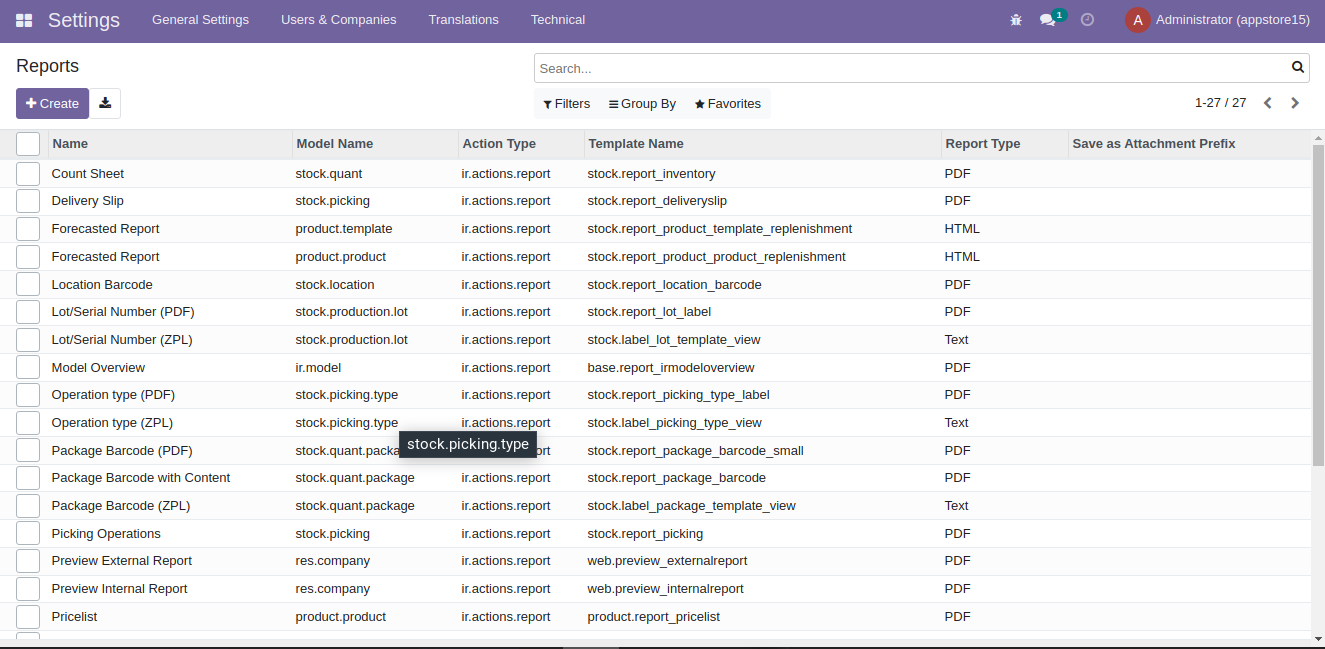 Settings General Settings Users & Companies Translations Technical 1 A Administrator (appstore15)
Reports Search...
Create Filters Group By Favorites 1-27 / 27
Name Model Name Action Type Template Name Report Type Save as Attachment Prefix
Count Sheet stock.quant ir.actions.report stock.report_inventory PDF
Delivery Slip stock.picking ir.actions.report stock.report_deliveryslip PDF
Forecasted Report product.template ir.actions.report stock.report_product_template_replenishment HTML
Forecasted Report product.product ir.actions.report stock.report_product_product_replenishment HTML
Location Barcode stock.location ir.actions.report stock.report_location_barcode PDF
Lot/Serial Number (PDF) stock.production.lot ir.actions.report stock.report_lot_label PDF
Lot/Serial Number (ZPL) stock.production.lot ir.actions.report stock.label_lot_template_view Text
Model Overview ir.model ir.actions.report base.report_irmodeloverview PDF
Operation type (PDF) stock.picking.type ir.actions.report stock.report_picking_type_label PDF
Operation type (ZPL) stock.picking.type ir.actions.report stock.label_picking_type_view Text
stock.picking.type
Package Barcode (PDF) stock.quant.packa ort stock.report_package_barcode_small PDF
Package Barcode with Content stock.quant.package ir.actions.report stock.report_package_barcode PDF
Package Barcode (ZPL) stock.quant.package ir.actions.report stock.label_package_template_view Text
Picking Operations stock.picking ir.actions.report stock.report_picking PDF
Preview External Report res.company ir.actions.report web.preview_externalreport PDF
Preview Internal Report res.company ir.actions.report web.preview_internalreport PDF
Pricelist product.product ir.actions.report product.report_pricelist PDF